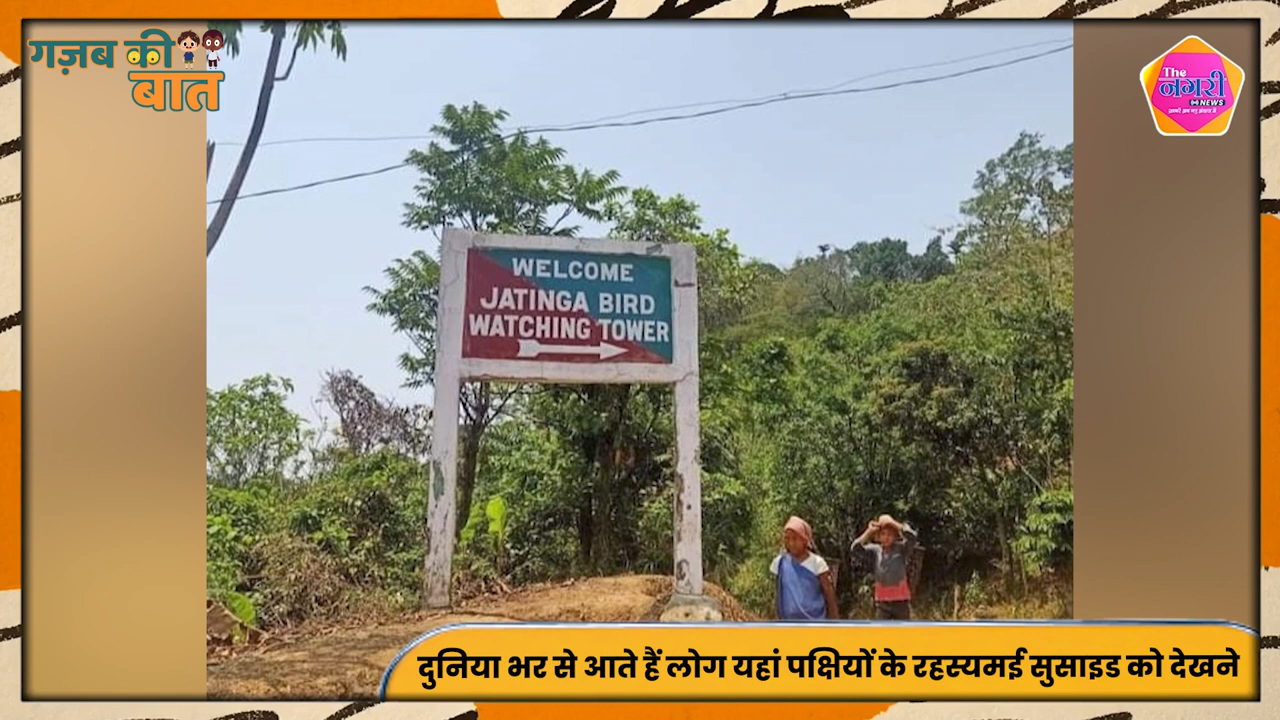 गज़ब की
बात
The
नगरी
NEWS
WELCOME
JATINGA BIRD
WATCHING TOWER
दुनिया भर से आते हैं लोग यहां पक्षियों के रहस्यमई सुसाइड को देखने